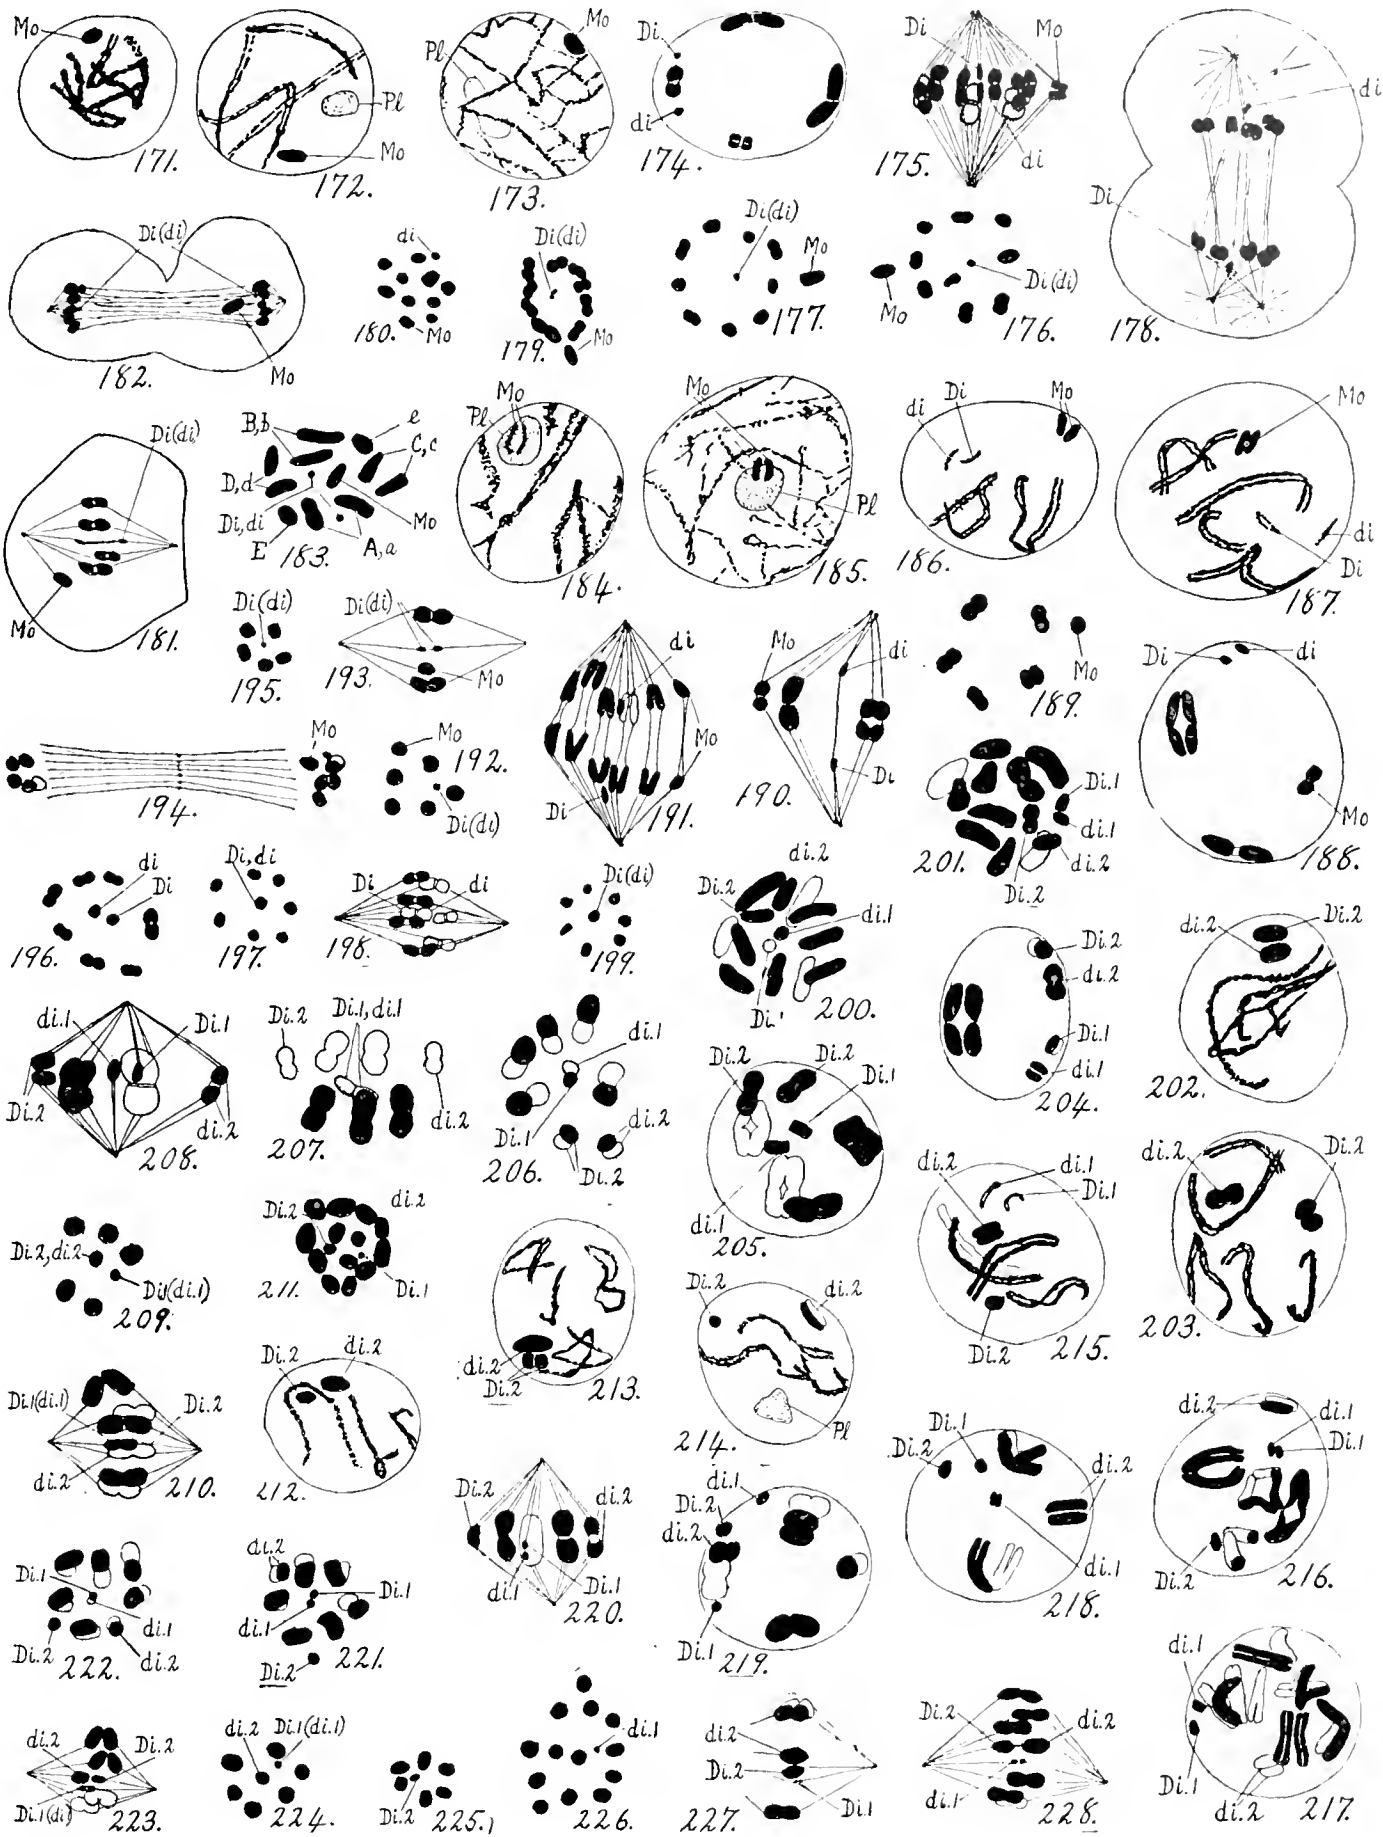 Mo
171.
Pl
Mo
172.
Pl
Mo
173.
Di
di
174.
Di
Mo
di
175.
di
Di
178.
Di(di)
Mo
182.
di
Mo
180.
Di(di)
Mo
179.
Di(di)
Mo
177.
Mo
Di(di)
176.
Di(di)
Mo
181.
B,b
e
C,c
D,d
Di,di
Mo
E
A,a
183.
Mo
Pl
184.
Mo
Pl
185.
di
Di
Mo
186.
Mo
di
Di
187.
Di(di)
195.
Di(di)
Mo
193.
di
Mo
Di
191.
Mo
di
Di
190.
Mo
189.
Di
di
Mo
188.
Mo
194.
Mo
192.
Di(di)
Di.1
di.1
di.2
Di.2
201.
di
Di
196.
Di,di
197.
Di
di
198.
Di(di)
199.
di.2
Di.2
di.1
Di.1
200.
Di.2
di.2
Di.1
di.1
204.
di.2
Di.2
202.
di.1
Di.1
Di.2
di.2
208.
Di.2
Di.1,di.1
di.2
207.
di.1
di.2
Di.1
Di.2
206.
Di.2
Di.2
Di.1
di.1
205.
di.2
di.1
Di.1
Di.2
215.
di.2
Di.2
203.
Di.2,di.2
Di.1(di.1)
209.
Di.2
di.2
Di.1
211.
di.2
Di.2
213.
Di.2
di.2
Pl
214.
Di.1(di.1)
Di.2
di.2
210.
Di.2
di.2
212.
Di.2
di.2
di.1
Di.1
220.
di.1
Di.2
di.2
Di.1
219.
Di.1
Di.2
di.2
di.1
218.
di.2
di.1
Di.1
Di.2
216.
Di.1
di.1
Di.2
di.2
222.
di.2
Di.1
di.1
Di.2
221.
di.1
Di.1
di.2
217.
di.2
Di.2
Di.1(di)
223.
di.2
Di.1(di.1)
224.
Di.2
225.
di.1
226.
di.2
Di.2
Di.1
227.
Di.2
di.2
di.1
228.